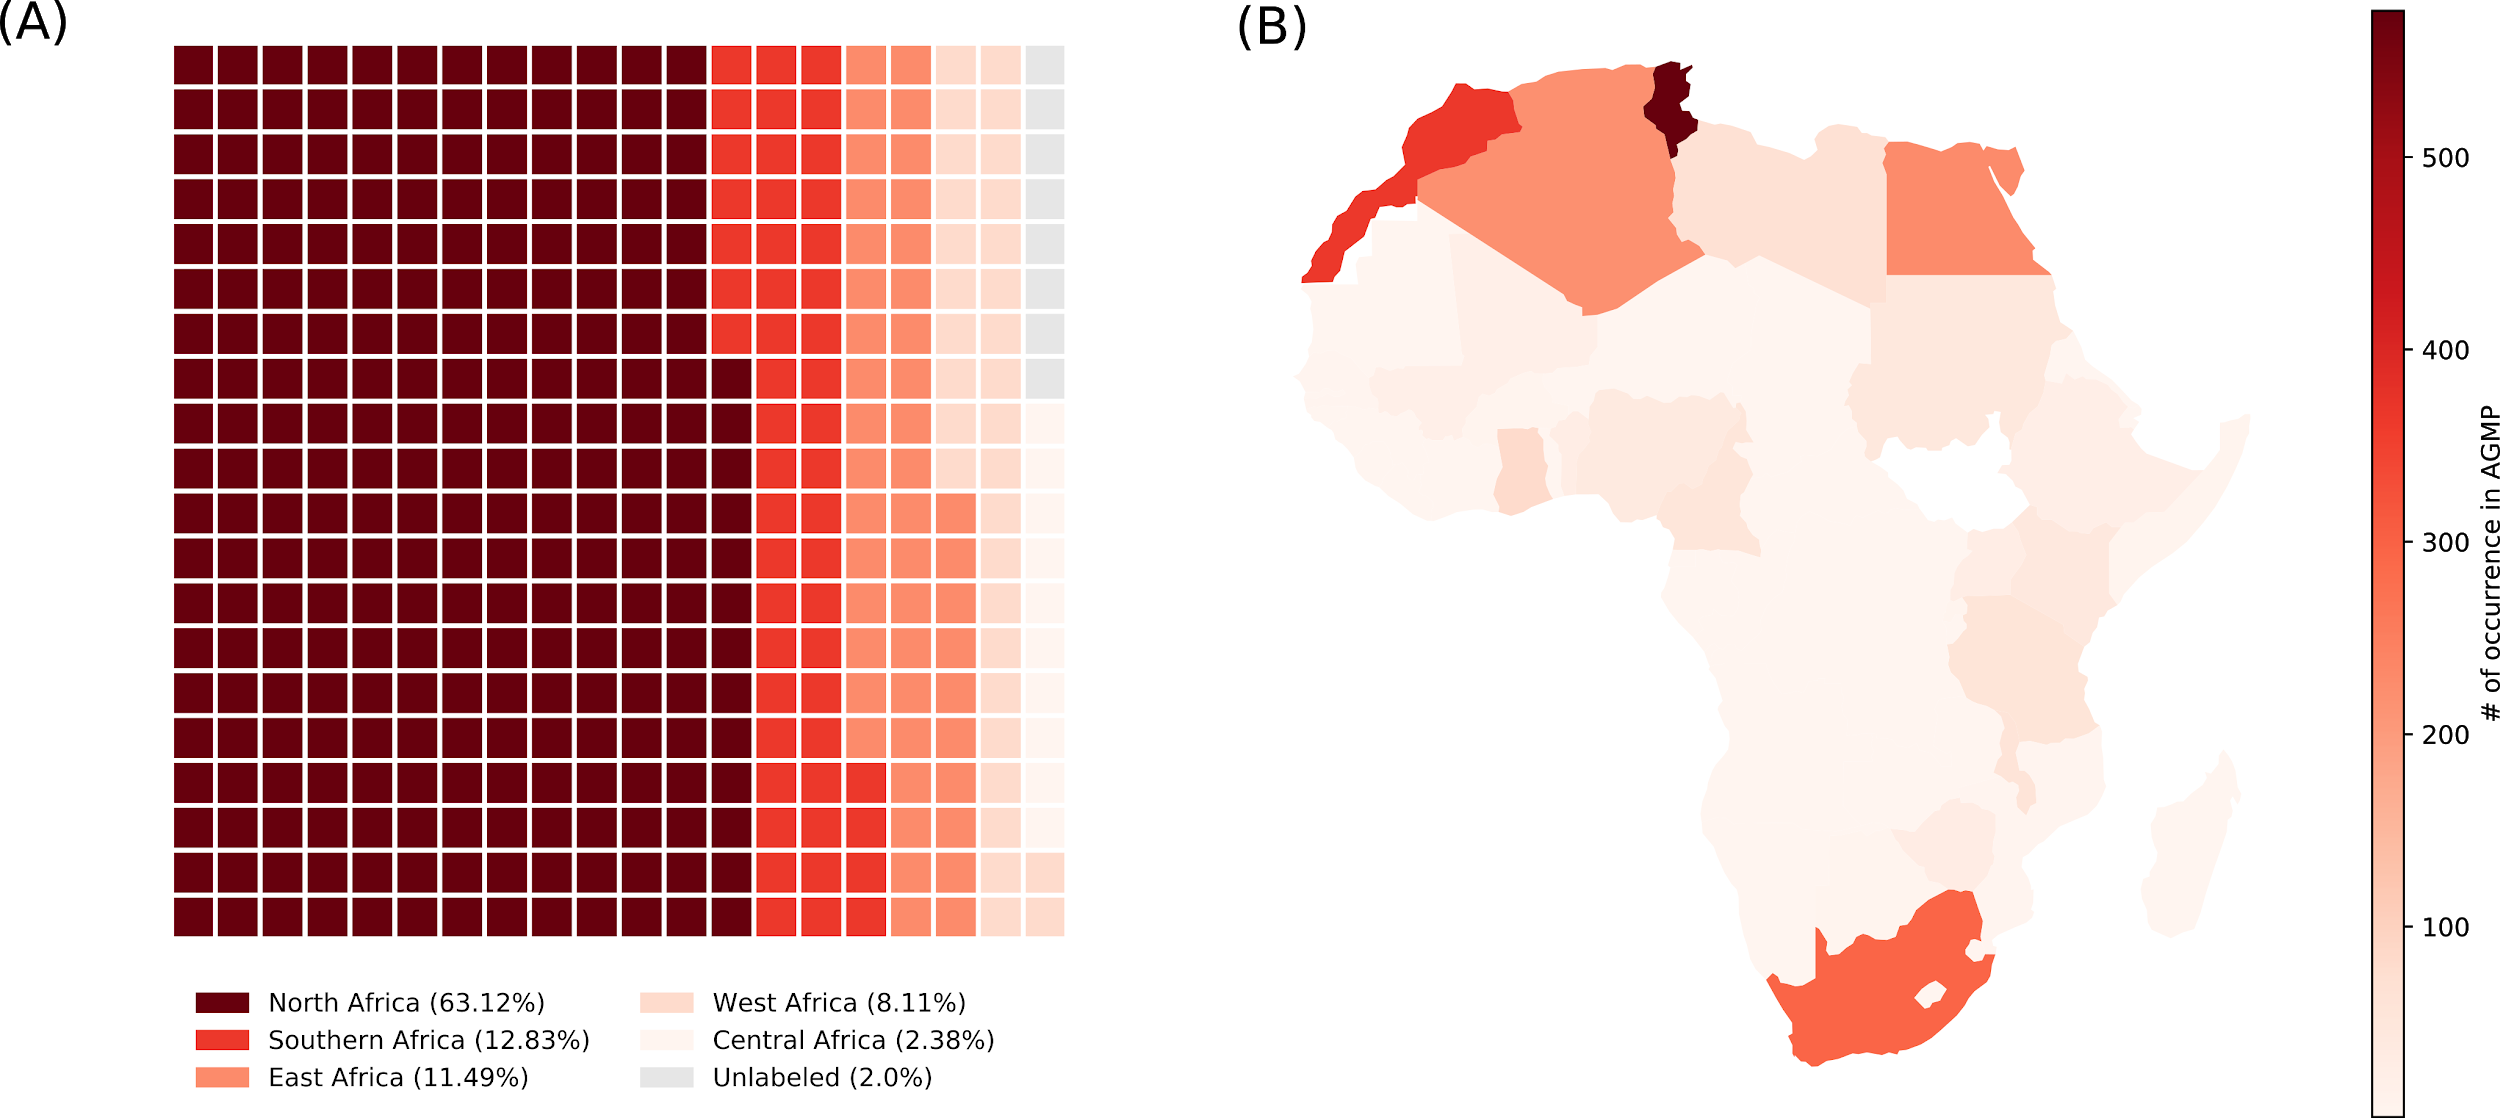 (A)
(B)
500
400
300
200
100
# of occurrence in AGMP
North Africa (63.12%)
Southern Africa (12.83%)
East Africa (11.49%)
West Africa (8.11%)
Central Africa (2.38%)
Unlabeled (2.0%)